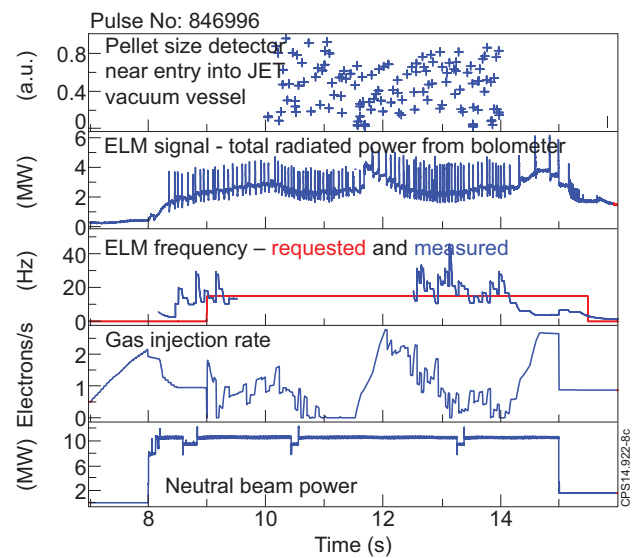 Pulse No: 846996
Pellet size detector
near entry into JET
vacuum vessel
(a.u.)
0.8
0.4
0
ELM signal - total radiated power from bolometer
(MW)
6
4
2
0
ELM frequency – requested and measured
(Hz)
40
20
0
Gas injection rate
Electrons/s
2
1
0
Neutral beam power
(MW)
10
6
2
8
10
12
14
Time (s)
CPS14.922-8c